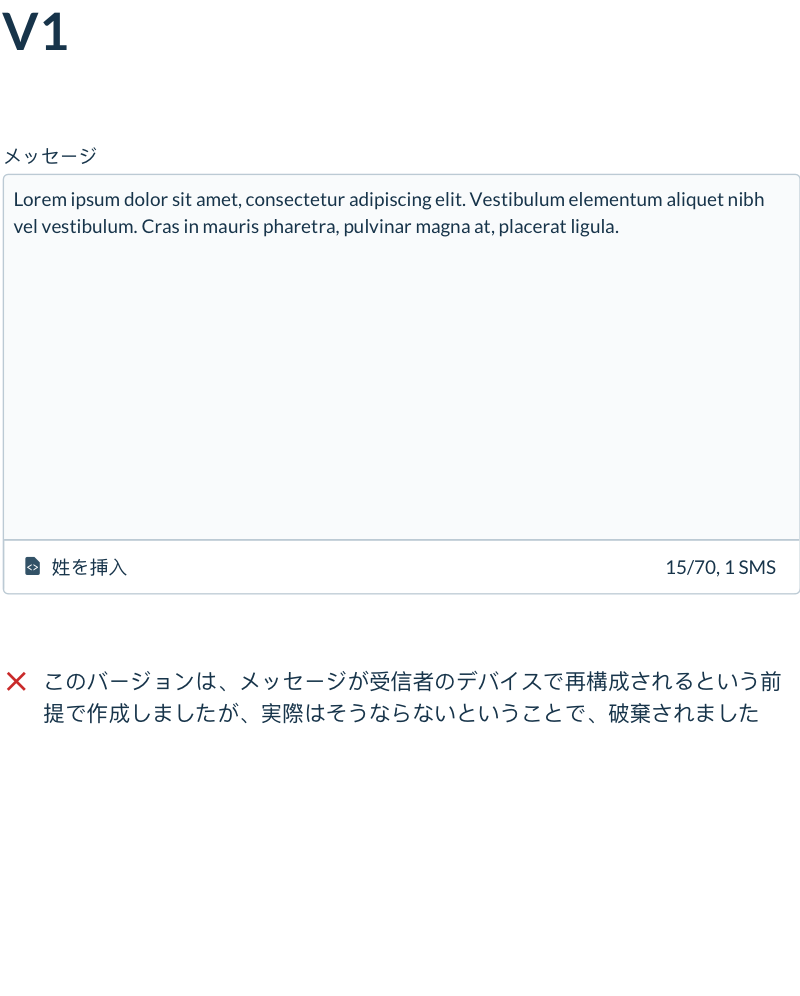 V1
メッセージ
Lorem ipsum dolor sit amet, consectetur adipiscing elit. Vestibulum elementum aliquet nibh
vel vestibulum. Cras in mauris pharetra, pulvinar magna at, placerat ligula.
姓を挿入
15/70, 1 SMS
このバージョンは、メッセージが受信者のデバイスで再構成されるという前
提で作成しましたが、実際はそうならないということで、破棄されました